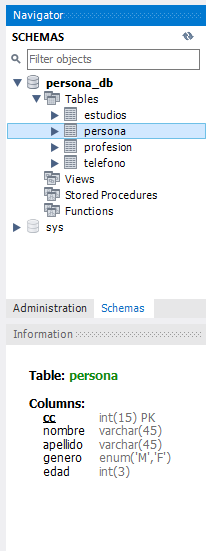 Navigator
SCHEMAS
Filter objects
persona_db
Tables
estudios
persona
profesion
telefono
Views
Stored Procedures
Functions
sys
Administration Schemas
Information
Table: persona
Columns:
cc int(15) PK
nombre varchar(45)
apellido varchar(45)
genero enum('M','F')
edad int(3)